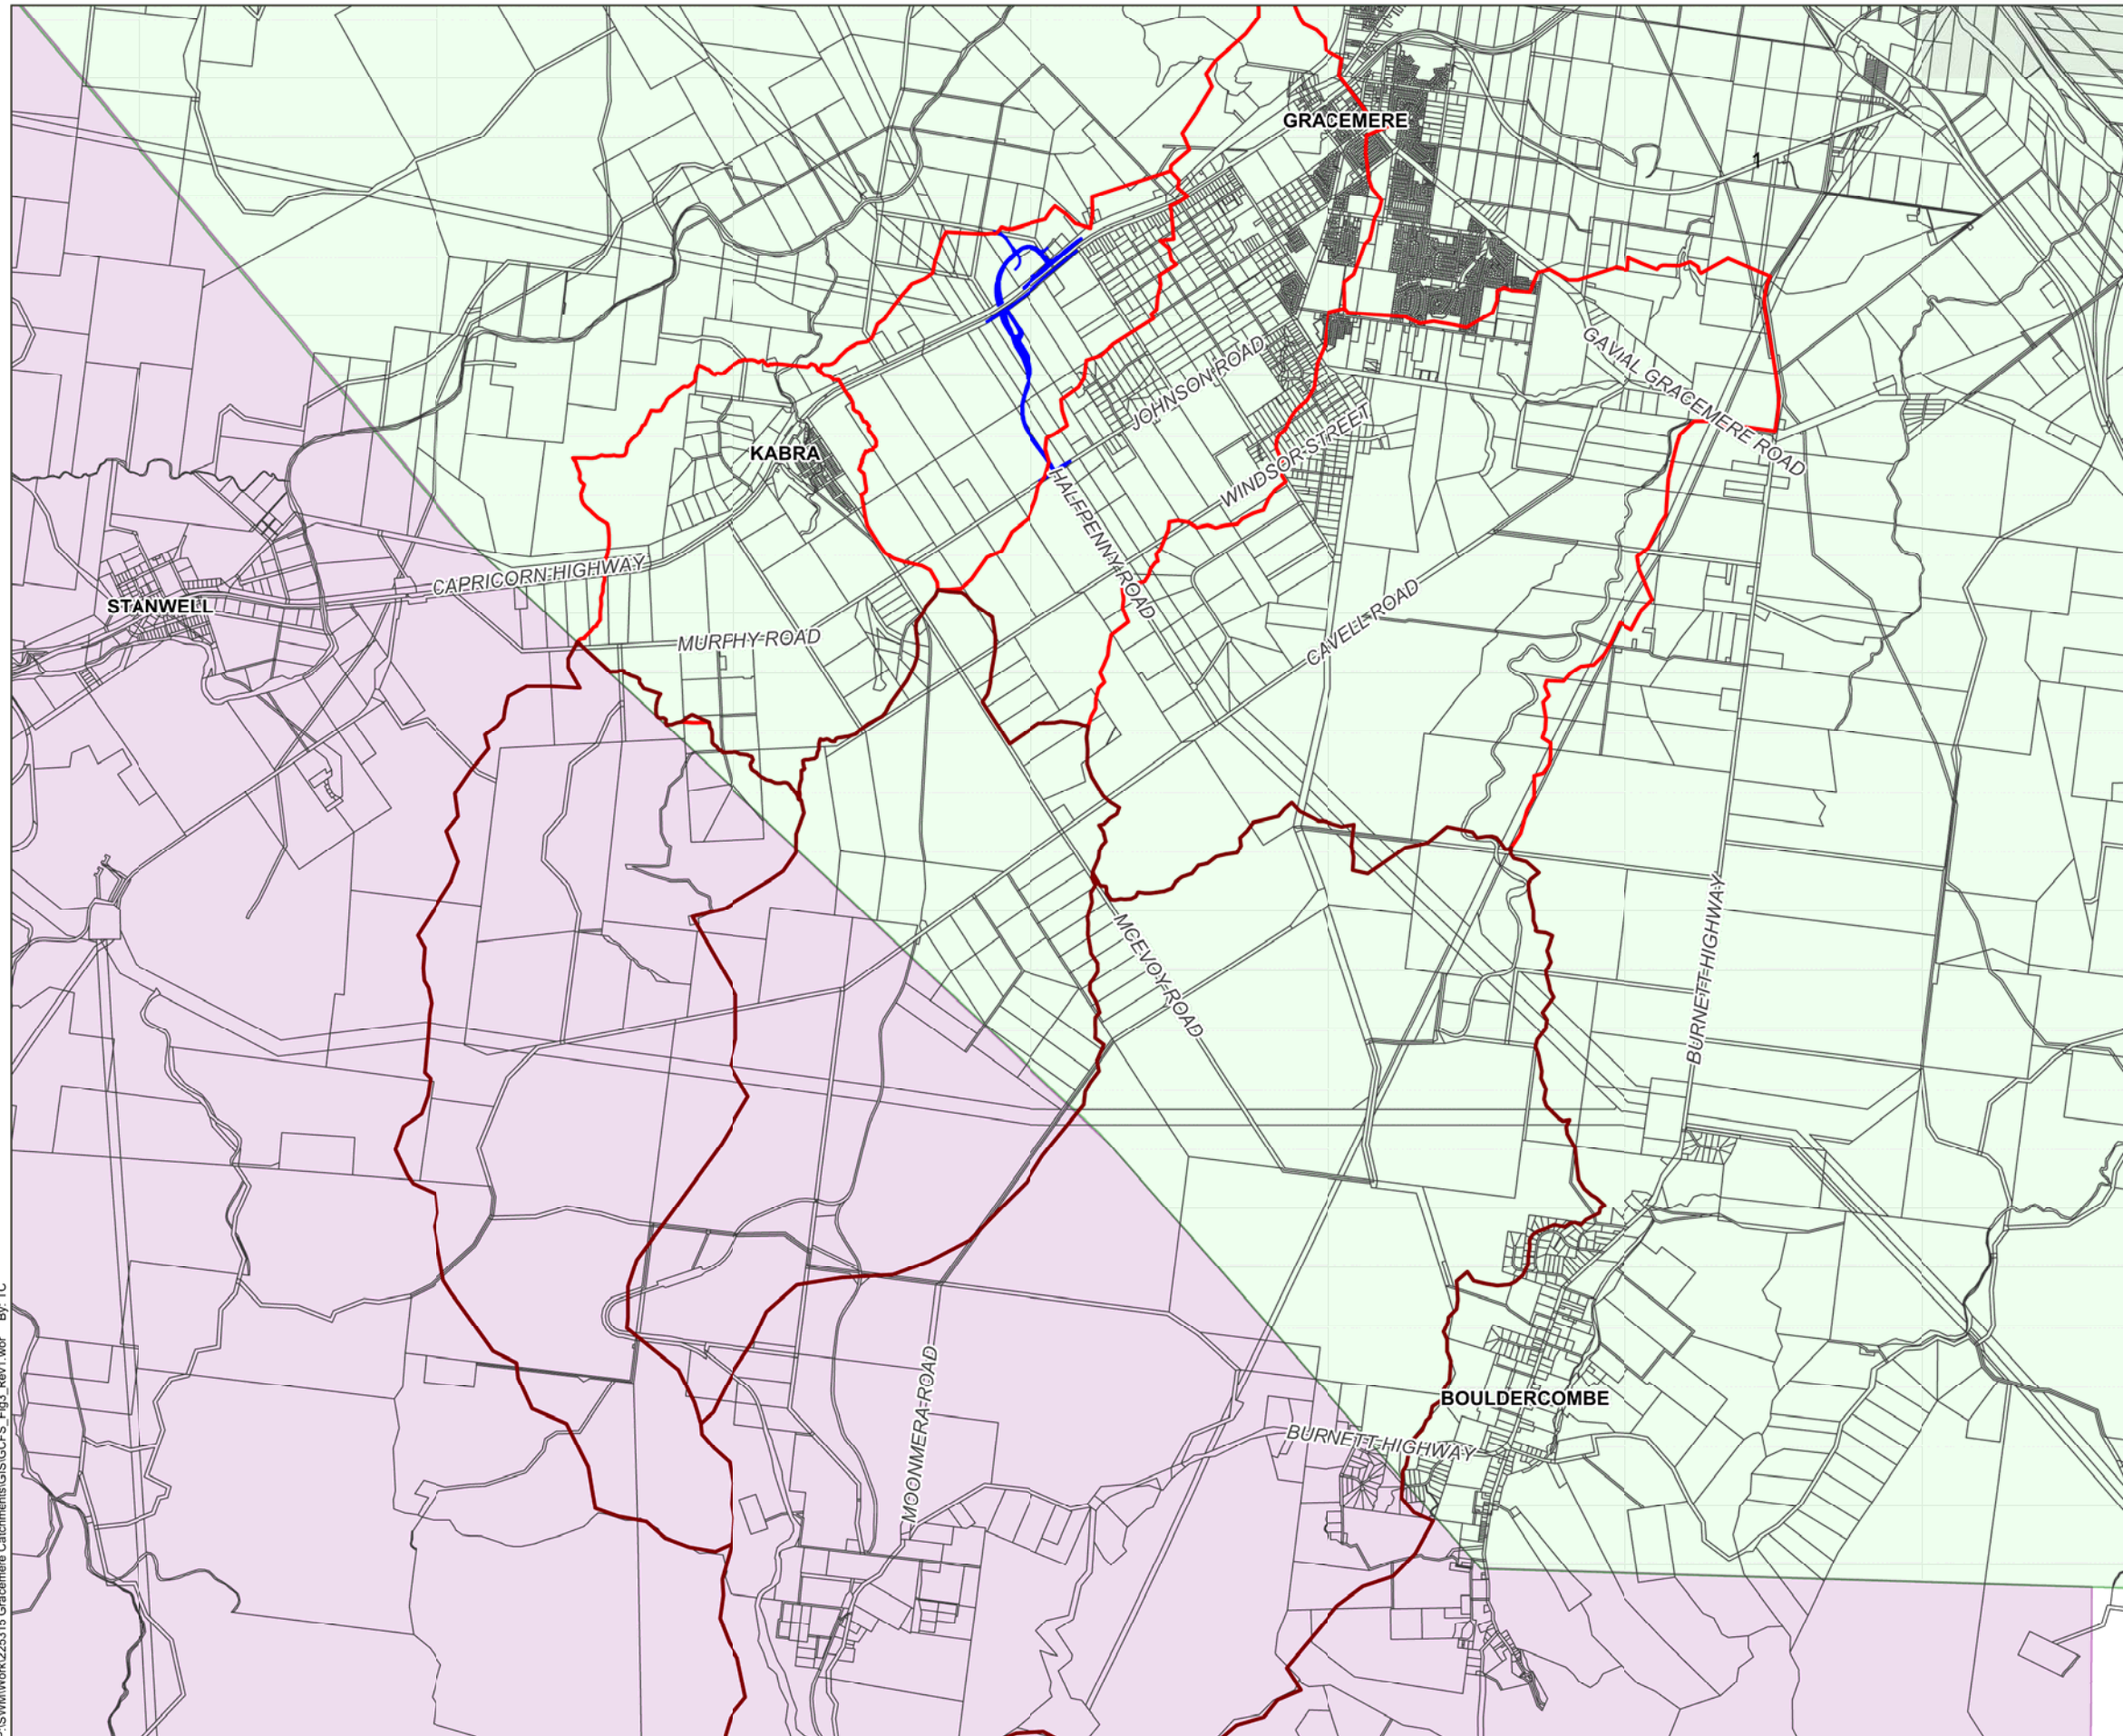 GRACEMERE
1
GAVIAL GRACEMERE ROAD
JOHNSON ROAD
WINDSOR STREET
KABRA
HALFPENNY ROAD
CAPRICORN HIGHWAY
STANWELL
MURPHY ROAD
CAVELL ROAD
MCEVOY ROAD
BURNETT HIGHWAY
MOONMERA ROAD
BOULDERCOMBE
BURNETT HIGHWAY